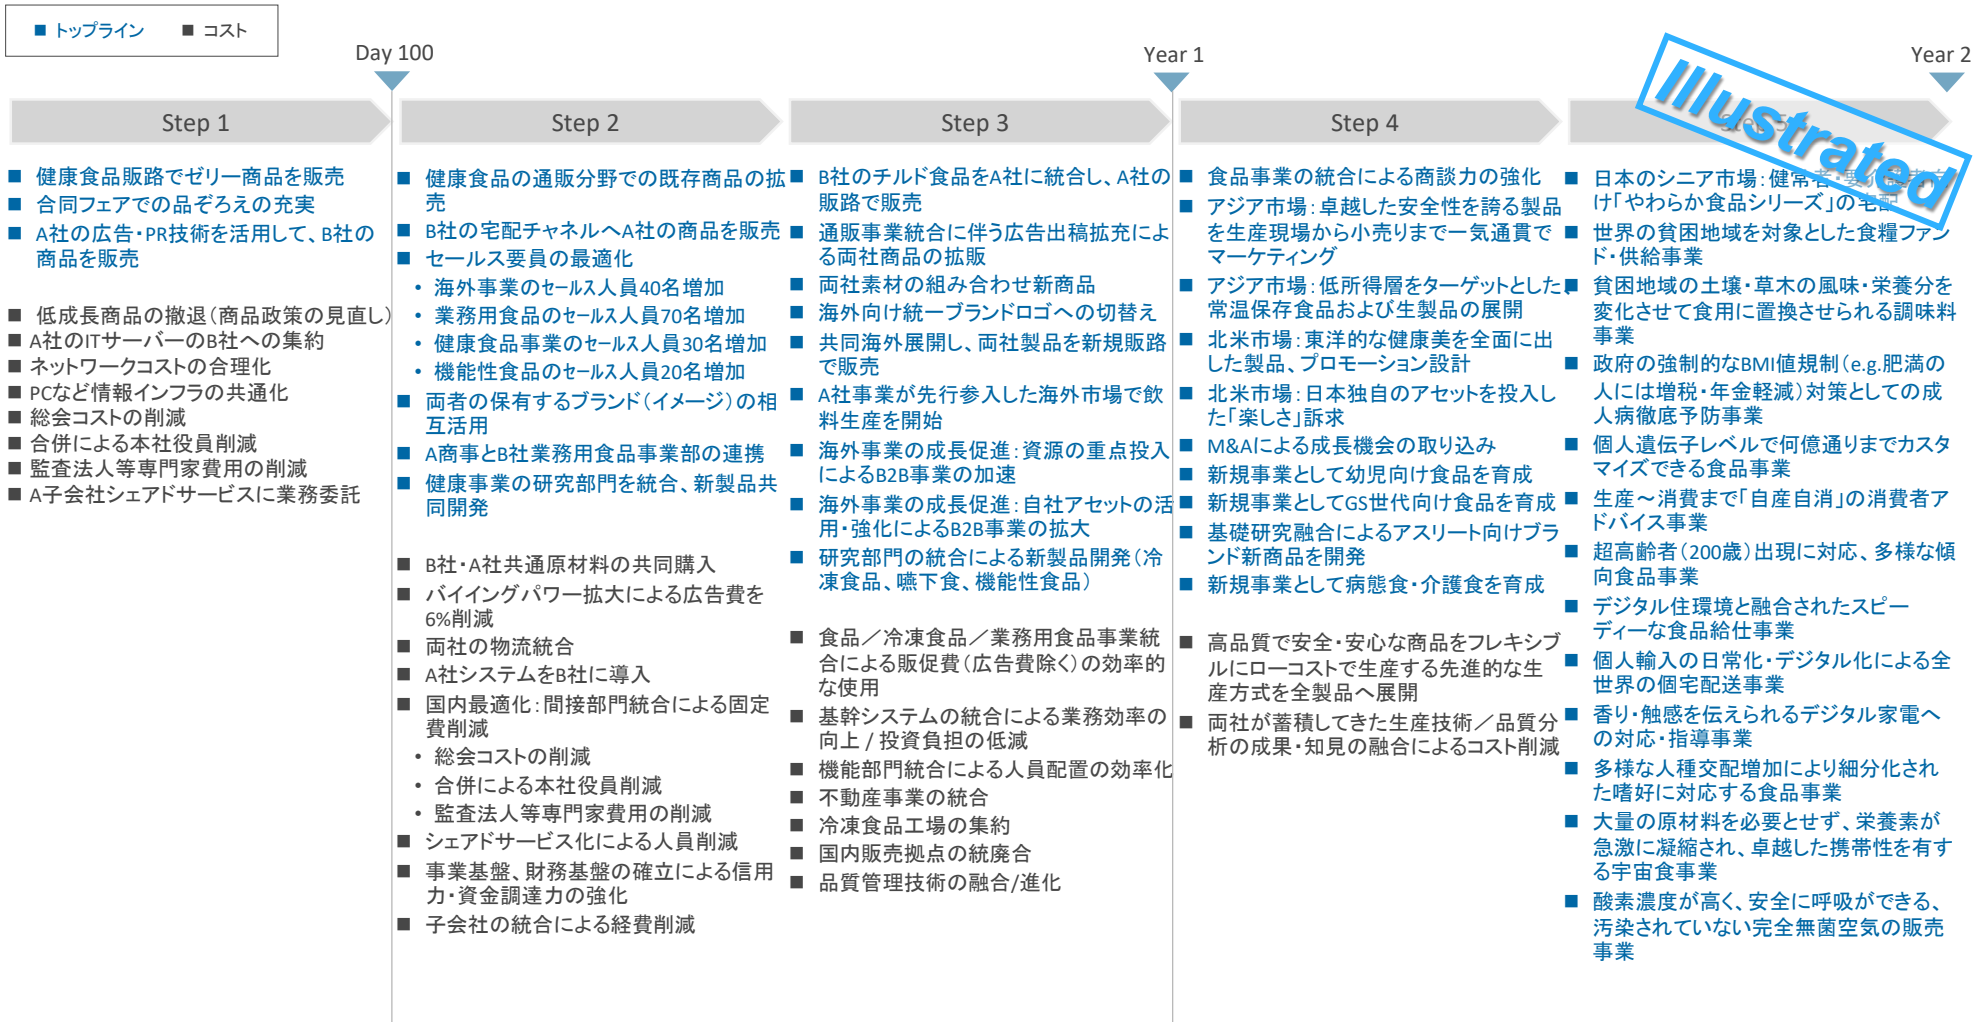 トップライン
コスト
Day 100
Year 1
Year 2
Illustrated
Step 1
健康食品販路でゼリー商品を販売
合同フェアでの品ぞろえの充実
A社の広告・PR技術を活用して、B社の
商品を販売
低成長商品の撤退（商品政策の見直し）
A社のITサーバーのB社への集約
ネットワークコストの合理化
PCなど情報インフラの共通化
総会コストの削減
合併による本社役員削減
監査法人等専門家費用の削減
A子会社シェアドサービスに業務委託
Step 2
健康食品の通販分野での既存商品の拡
売
B社の宅配チャネルへA社の商品を販売
セールス要員の最適化
・海外事業のセールス人員40名増加
・業務用食品のセールス人員70名増加
・健康食品事業のセールス人員30名増加
・機能性食品のセールス人員20名増加
両者の保有するブランド（イメージ）の相
互活用
A商事とB社業務用食品事業部の連携
健康事業の研究部門を統合、新製品共
同開発
B社・A社共通原材料の共同購入
バイイングパワー拡大による広告費を
6%削減
両社の物流統合
A社システムをB社に導入
国内最適化：間接部門統合による固定
費削減
・総会コストの削減
・合併による本社役員削減
・監査法人等専門家費用の削減
シェアドサービス化による人員削減
事業基盤、財務基盤の確立による信用
力・資金調達力の強化
子会社の統合による経費削減
Step 3
B社のチルド食品をA社に統合し、A社の
販路で販売
通販事業統合に伴う広告出稿拡充によ
る両社商品の拡販
両社素材の組み合わせ新商品
海外向け統一ブランドロゴへの切替え
共同海外展開し、両社製品を新規販路
で販売
A社事業が先行参入した海外市場で飲
料生産を開始
海外事業の成長促進：資源の重点投入
によるB2B事業の加速
海外事業の成長促進：自社アセットの活
用・強化によるB2B事業の拡大
研究部門の統合による新製品開発（冷
凍食品、嚥下食、機能性食品）
食品／冷凍食品／業務用食品事業統
合による販促費（広告費除く）の効率的
な使用
基幹システムの統合による業務効率の
向上 / 投資負担の低減
機能部門統合による人員配置の効率化
不動産事業の統合
冷凍食品工場の集約
国内販売拠点の統廃合
品質管理技術の融合/進化
Step 4
食品事業の統合による商談力の強化
アジア市場：卓越した安全性を誇る製品
を生産現場から小売りまで一気通貫で
マーケティング
アジア市場：低所得層をターゲットとした、
常温保存食品および生製品の展開
北米市場：東洋的な健康美を全面に出
した製品、プロモーション設計
北米市場：日本独自のアセットを投入し
た「楽しさ」訴求
M&Aによる成長機会の取り込み
新規事業として幼児向け食品を育成
新規事業としてGS世代向け食品を育成
基礎研究融合によるアスリート向けブラ
ンド新商品を開発
新規事業として病態食・介護食を育成
高品質で安全・安心な商品をフレキシブ
ルにローコストで生産する先進的な生
産方式を全製品へ展開
両社が蓄積してきた生産技術／品質分
析の成果・知見の融合によるコスト削減
Step 5
日本のシニア市場：健常者・要介護者向
け「やわらか食品シリーズ」の宅配
世界の貧困地域を対象とした食糧ファン
ド・供給事業
貧困地域の土壌・草木の風味・栄養分を
変化させて食用に置換させられる調味料
事業
政府の強制的なBMI値規制（e.g.肥満の
人には増税・年金軽減）対策としての成
人病徹底予防事業
個人遺伝子レベルで何億通りまでカスタ
マイズできる食品事業
生産～消費まで「自産自消」の消費者ア
ドバイス事業
超高齢者（200歳）出現に対応、多様な傾
向食品事業
デジタル住環境と融合されたスピー
ディーな食品給仕事業
個人輸入の日常化・デジタル化による全
世界の個宅配送事業
香り・触感を伝えられるデジタル家電へ
の対応・指導事業
多様な人種交配増加により細分化され
た嗜好に対応する食品事業
大量の原材料を必要とせず、栄養素が
急激に凝縮され、卓越した携帯性を有す
る宇宙食事業
酸素濃度が高く、安全に呼吸ができる、
汚染されていない完全無菌空気の販売
事業